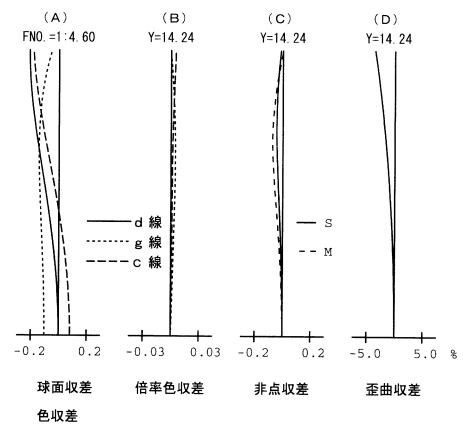 (A)
FNO.=1:4.60
(B)
Y=14.24
(C)
Y=14.24
(D)
Y=14.24
d 線
g 線
c 線
S
M
-0.2 0.2
-0.03 0.03
-0.2 0.2
-5.0 5.0 %
球面収差
色収差
倍率色収差
非点収差
歪曲収差